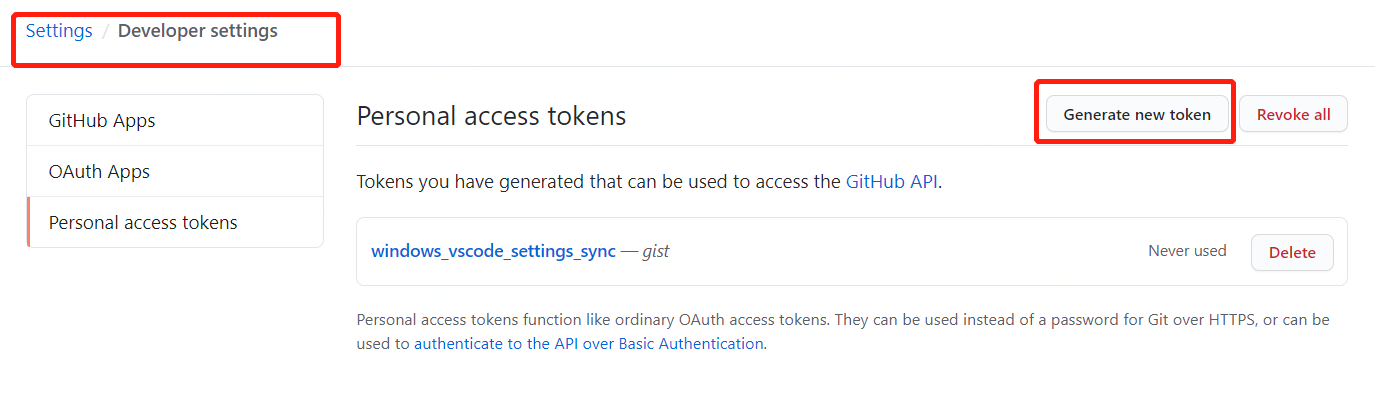 Settings / Developer settings
GitHub Apps
OAuth Apps
Personal access tokens
Personal access tokens
Generate new token
Revoke all
Tokens you have generated that can be used to access the GitHub API.
windows_vscode_settings_sync — gist
Never used
Delete
Personal access tokens function like ordinary OAuth access tokens. They can be used instead of a password for Git over HTTPS, or can be
used to authenticate to the API over Basic Authentication.